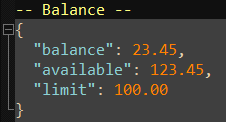 -- Balance --
{
"balance": 23.45,
"available": 123.45,
"limit": 100.00
}